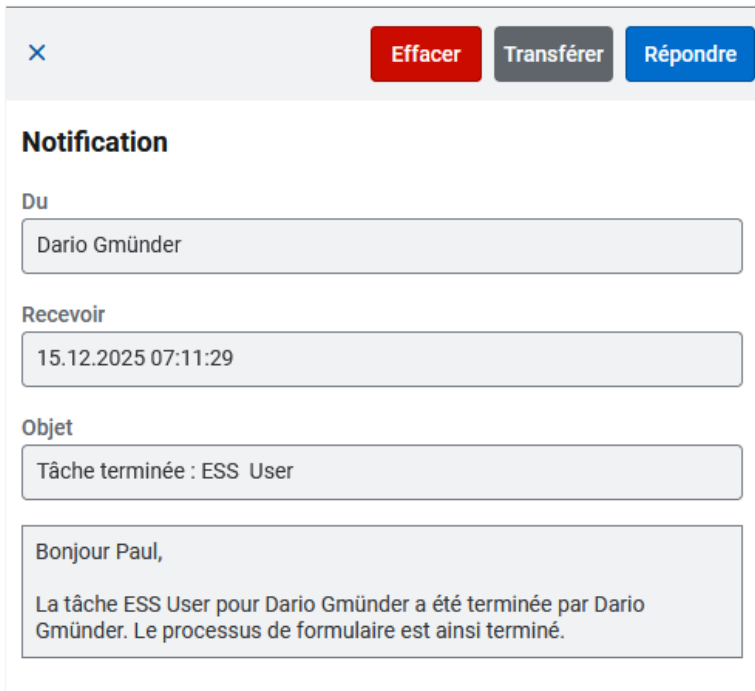 Effacer Transférer Répondre
Notification
Du
Dario Gmünder
Recevoir
15.12.2025 07:11:29
Objet
Tâche terminée : ESS  User
Bonjour Paul,
La tâche ESS User pour Dario Gmünder a été terminée par Dario
Gmünder. Le processus de formulaire est ainsi terminé.